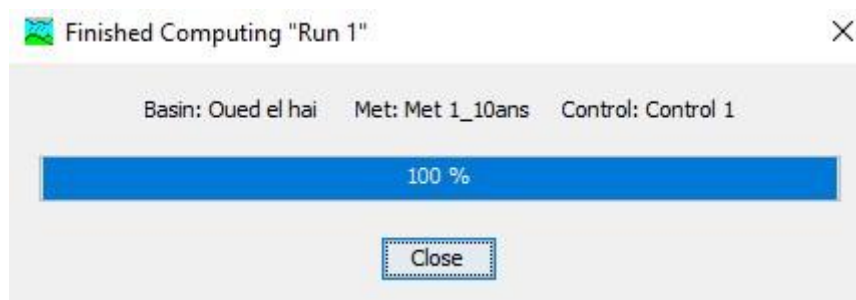 Finished Computing "Run 1"
Basin: Oued el hai Met: Met 1_10ans Control: Control 1
100 %
Close